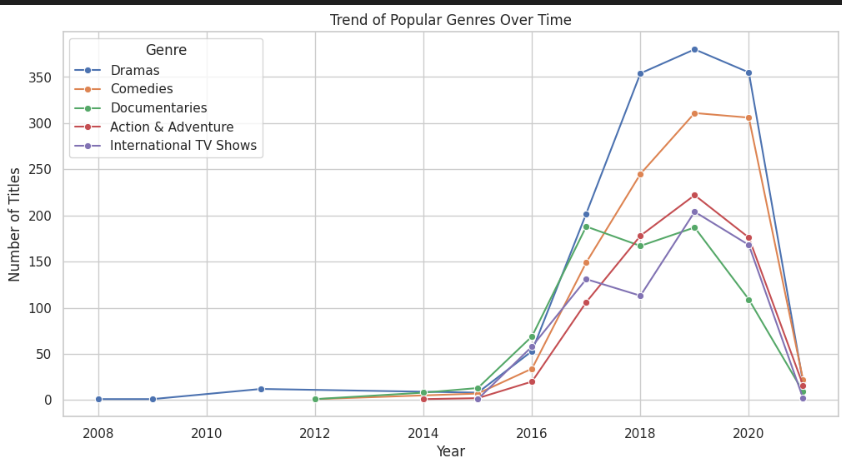 Trend of Popular Genres Over Time
Genre
Dramas
Comedies
Documentaries
Action & Adventure
International TV Shows
Number of Titles
350
300
250
200
150
100
50
0
2008 2010 2012 2014 2016 2018 2020
Year